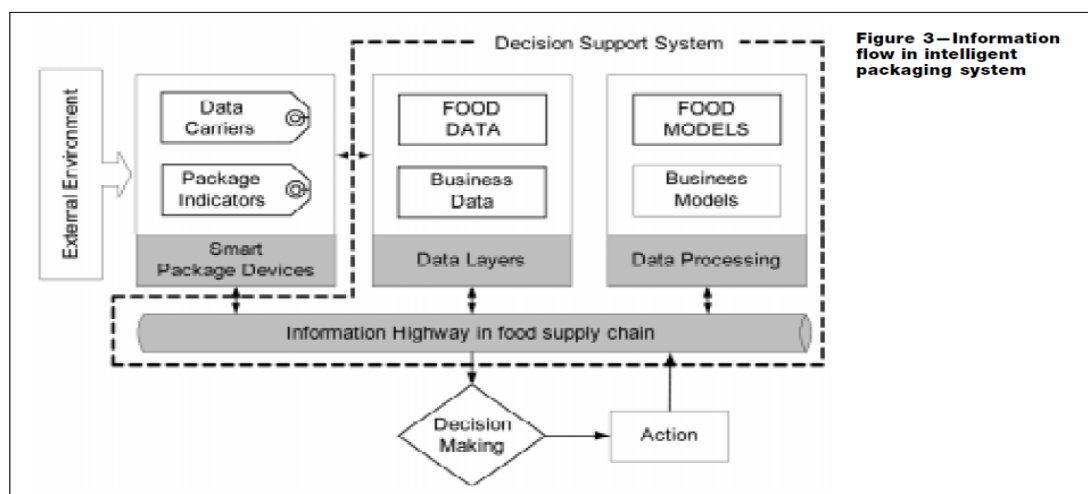 Decision Support System
Figure 3—Information
flow in intelligent
packaging system
External Environment
Data
Carriers
Package
Indicators
Smart
Package Devices
FOOD
DATA
Business
Data
Data Layers
FOOD
MODELS
Business
Models
Data Processing
Information Highway in food supply chain
Decision
Making
Action